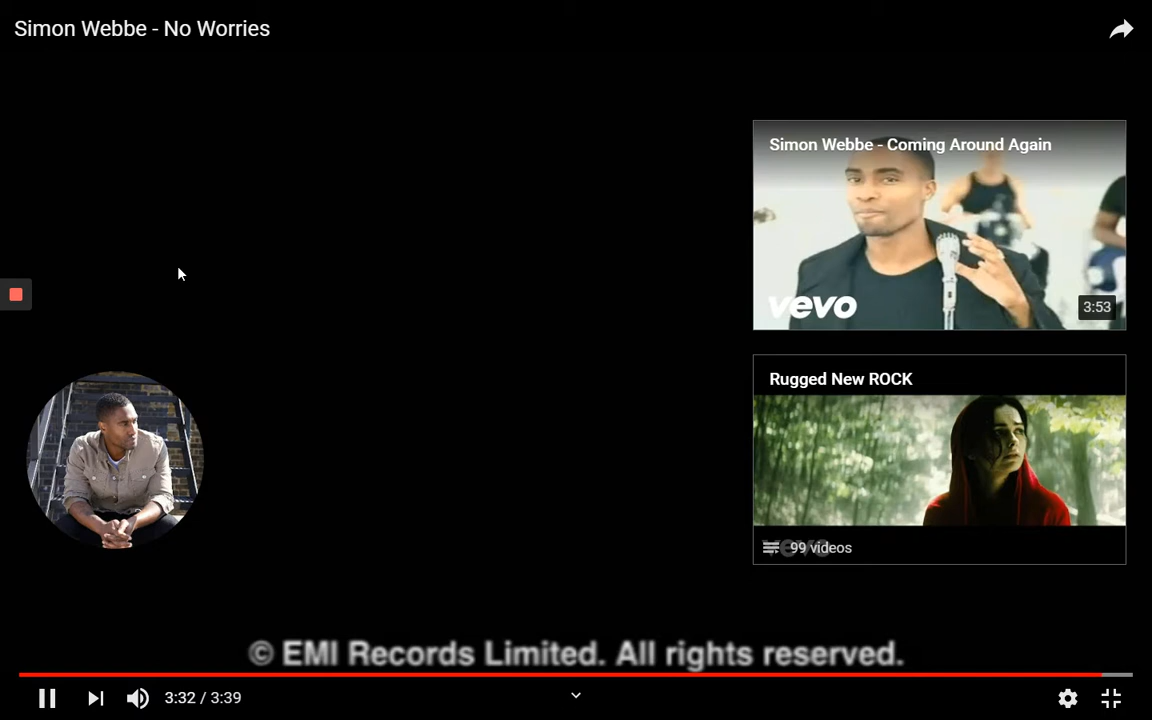 Simon Webbe - No Worries
Simon Webbe - Coming Around Again
vevo
3:53
Rugged New ROCK
vevo
99 videos
© EMI Records Limited. All rights reserved.
3:32 / 3:39